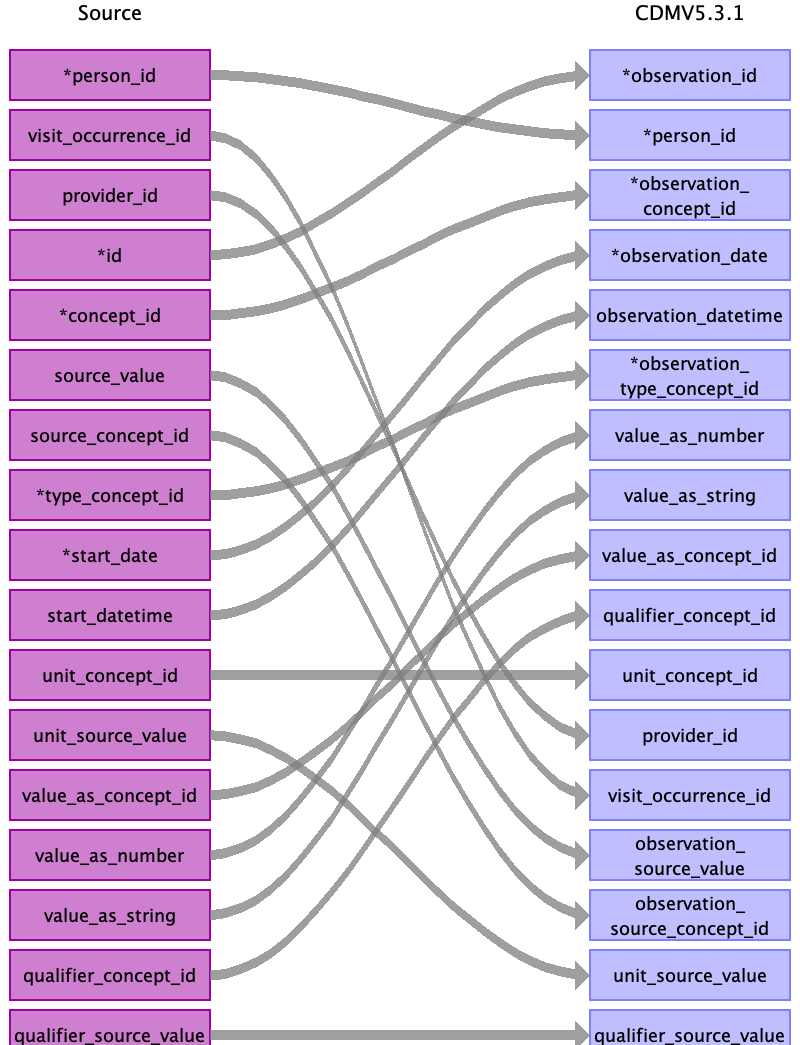 Source
CDMV5.3.1
*person_id
*observation_id
visit_occurrence_id
*person_id
provider_id
*observation_
concept_id
*id
*observation_date
*concept_id
observation_datetime
source_value
*observation_
type_concept_id
source_concept_id
value_as_number
*type_concept_id
value_as_string
*start_date
value_as_concept_id
start_datetime
qualifier_concept_id
unit_concept_id
unit_concept_id
unit_source_value
provider_id
value_as_concept_id
visit_occurrence_id
value_as_number
observation_
source_value
value_as_string
observation_
source_concept_id
qualifier_concept_id
unit_source_value
qualifier_source_value
qualifier_source_value